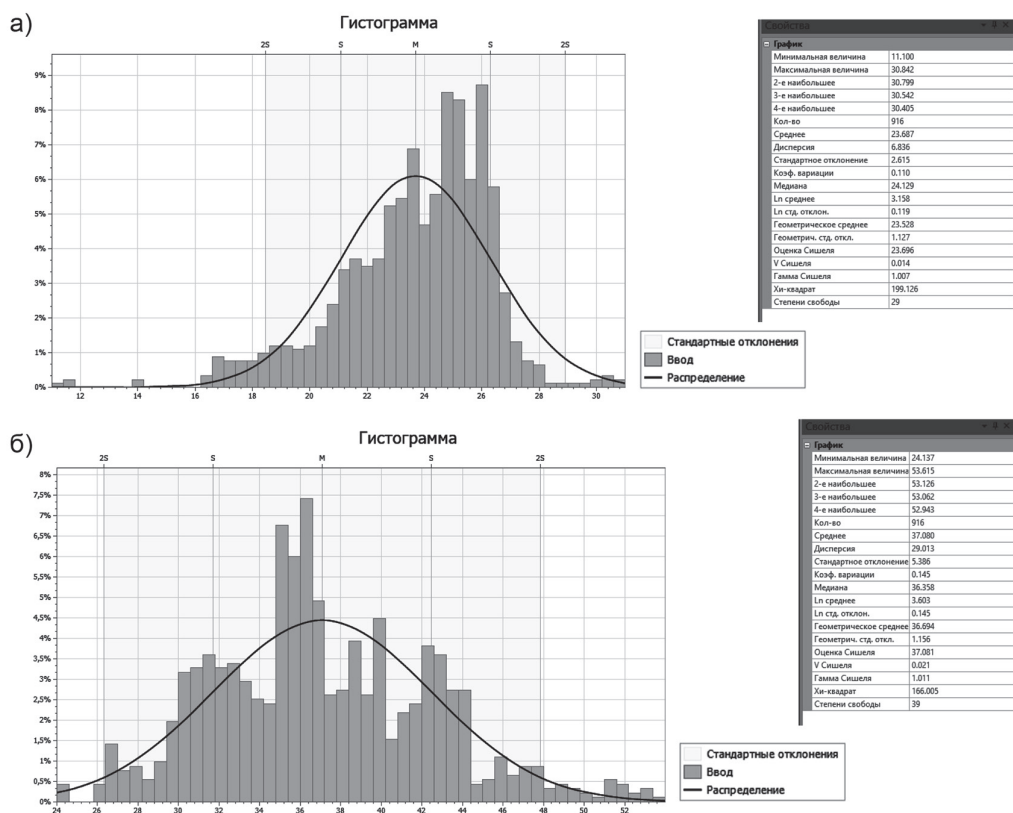 а)
Гистограмма
2S S M S 2S
9%
8%
7%
6%
5%
4%
3%
2%
1%
0%
12 14 16 18 20 22 24 26 28 30
Свойства
График
Минимальная величина 11.100
Максимальная величина 30.842
2-е наибольшее 30.799
3-е наибольшее 30.542
4-е наибольшее 30.405
Кол-во 916
Среднее 23.687
Дисперсия 6.836
Стандартное отклонение 2.615
Коэф. вариации 0.110
Медиана 24.129
Ln среднее 3.158
Ln стд. отклон. 0.119
Геометрическое среднее 23.528
Геометрич. стд. откл. 1.127
Оценка Сишеля 23.696
V Сишеля 0.014
Гамма Сишеля 1.007
Хи-квадрат 199.126
Степени свободы 29
Стандартные отклонения
Ввод
Распределение
б)
Гистограмма
2S S M S 2S
8%
7,5%
7%
6,5%
6%
5,5%
5%
4,5%
4%
3,5%
3%
2,5%
2%
1,5%
1%
0,5%
0%
24 26 28 30 32 34 36 38 40 42 44 46 48 50 52
Свойства
График
Минимальная величина 24.137
Максимальная величина 53.615
2-е наибольшее 53.126
3-е наибольшее 53.062
4-е наибольшее 52.943
Кол-во 916
Среднее 37.080
Дисперсия 29.013
Стандартное отклонение 5.386
Коэф. вариации 0.145
Медиана 36.358
Ln среднее 3.603
Ln стд. отклон. 0.145
Геометрическое среднее 36.694
Геометрич. стд. откл. 1.156
Оценка Сишеля 37.081
V Сишеля 0.021
Гамма Сишеля 1.011
Хи-квадрат 166.005
Степени свободы 39
Стандартные отклонения
Ввод
Распределение